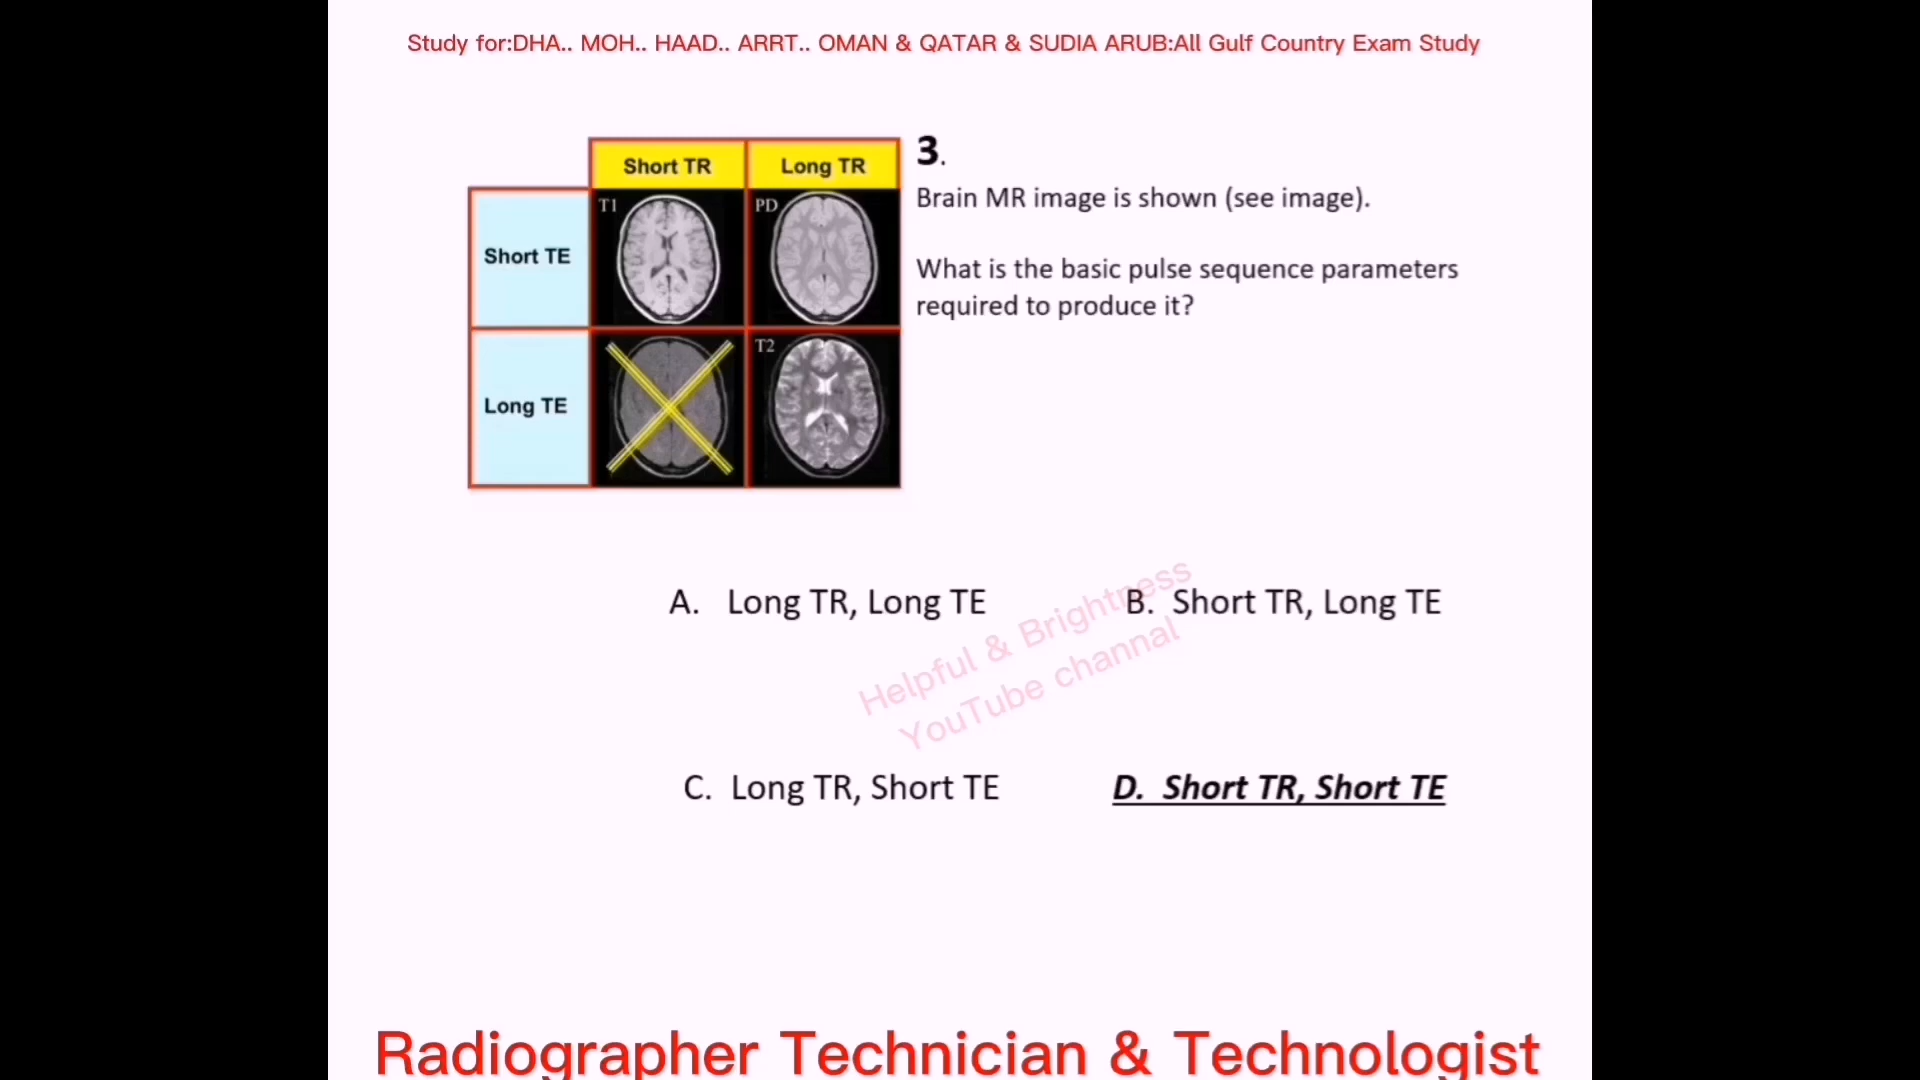 Study for:DHA.. MOH.. HAAD.. ARRT.. OMAN & QATAR & SUDIA ARUB:All Gulf Country Exam Study
Short TR
Long TR
Short TE
T1
PD
Long TE
T2
3.
Brain MR image is shown (see image).
What is the basic pulse sequence parameters
required to produce it?
A. Long TR, Long TE
B. Short TR, Long TE
Helpful & Brightness
YouTube channal
C. Long TR, Short TE
D. Short TR, Short TE
Radiographer Technician & Technologist